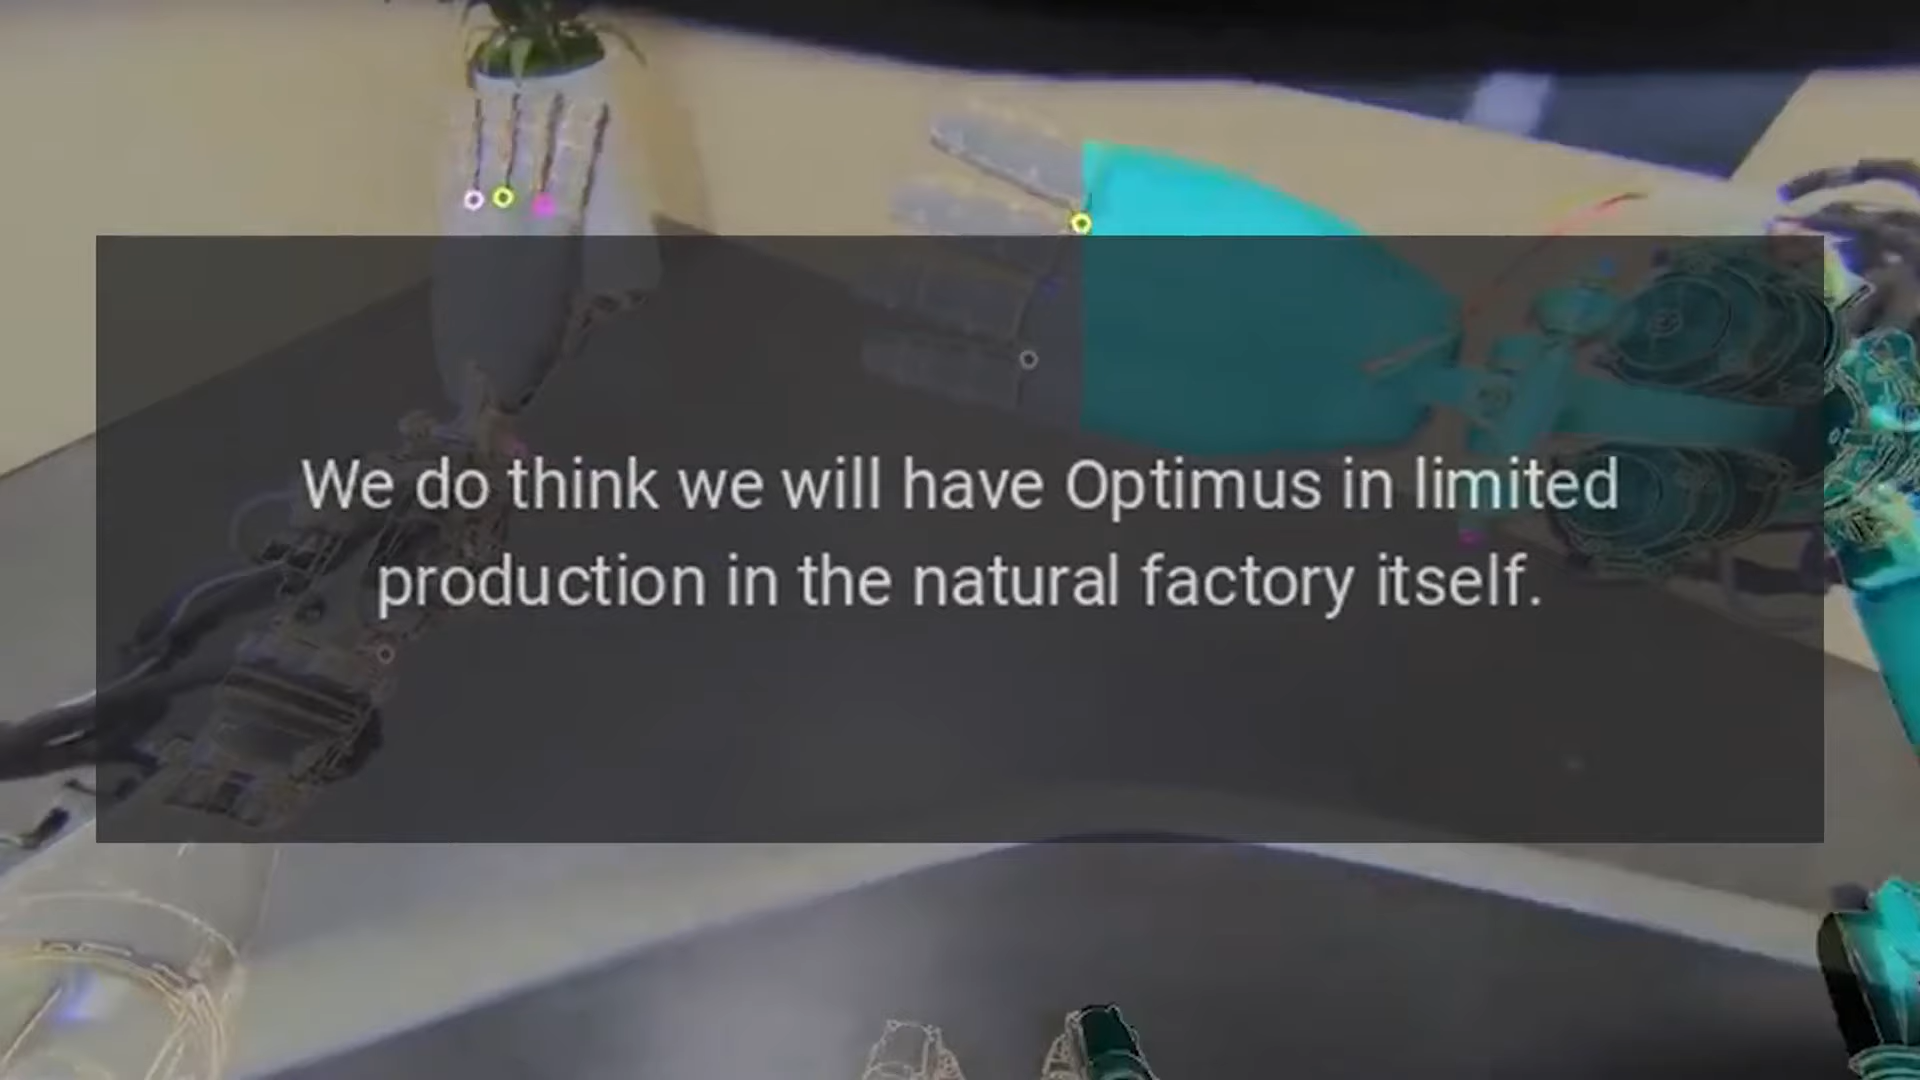 We do think we will have Optimus in limited
production in the natural factory itself.